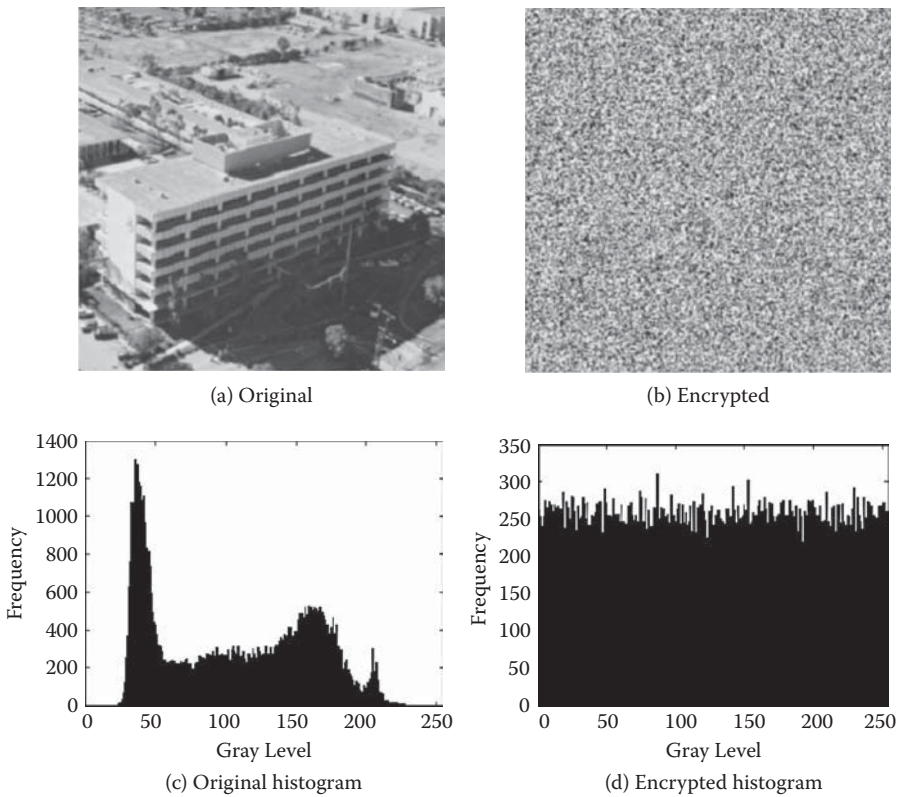 (a) Original
(b) Encrypted
1400
1200
1000
800
600
400
200
0
Frequency
0 50 100 150 200 250
Gray Level
(c) Original histogram
350
300
250
200
150
100
50
0
Frequency
0 50 100 150 200 250
Gray Level
(d) Encrypted histogram